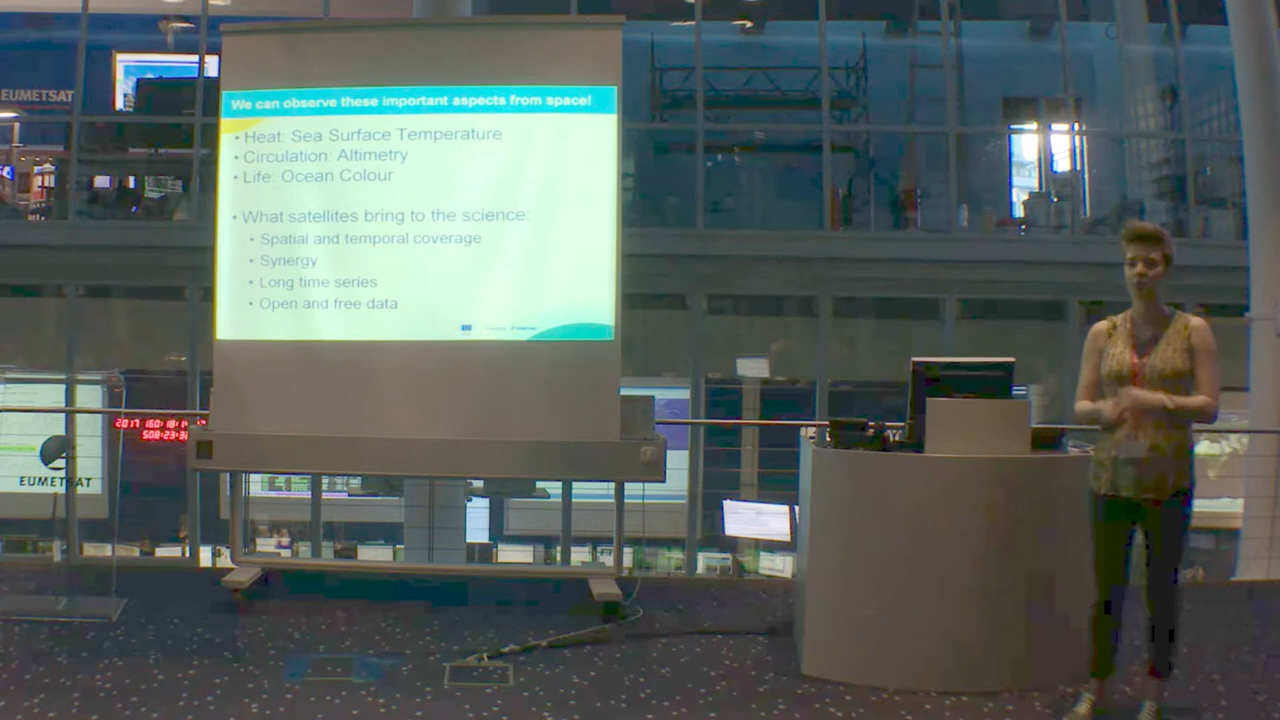 EUMETSAT
We can observe these important aspects from space!
• Heat: Sea Surface Temperature
• Circulation: Altimetry
• Life: Ocean Colour
• What satellites bring to the science:
• Spatial and temporal coverage
• Synergy
• Long time series
• Open and free data
EUMETSAT